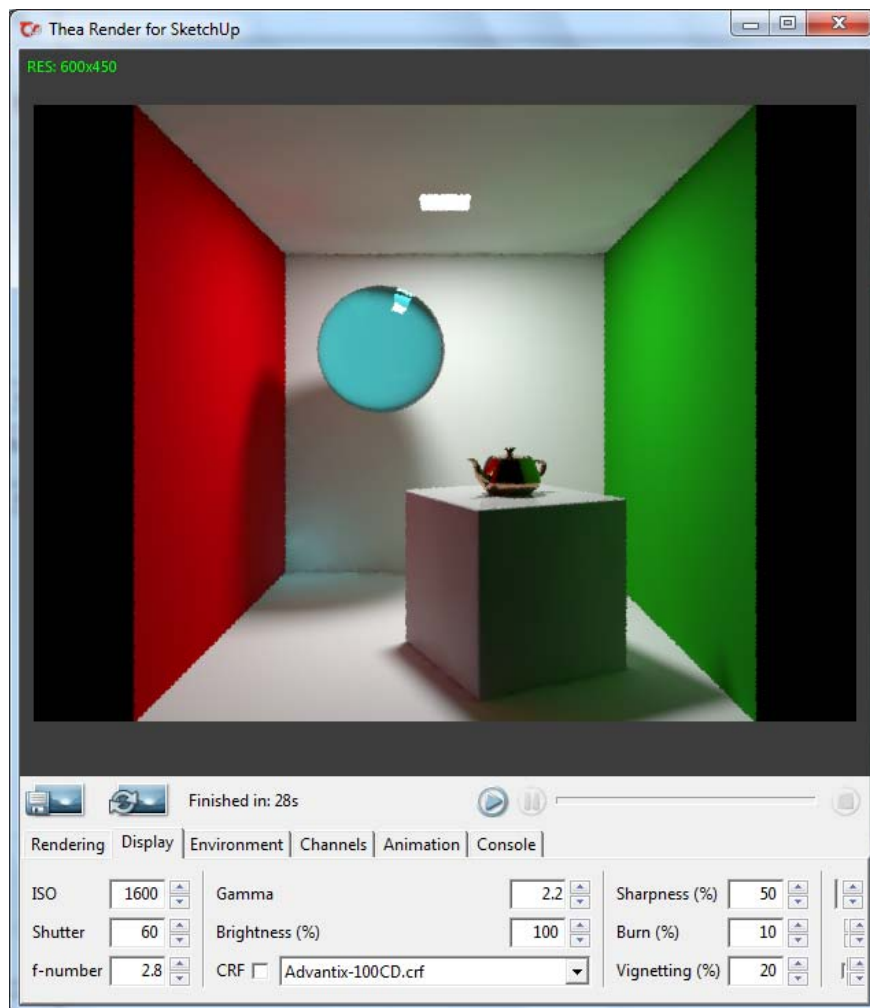 Thea Render for SketchUp
RES: 600x450
Finished in: 28s
Rendering Display Environment Channels Animation Console
ISO 1600 Gamma 2.2 Sharpness (%) 50
Shutter 60 Brightness (%) 100 Burn (%) 10
f-number 2.8 CRF Advantix-100CD.crf Vignetting (%) 20